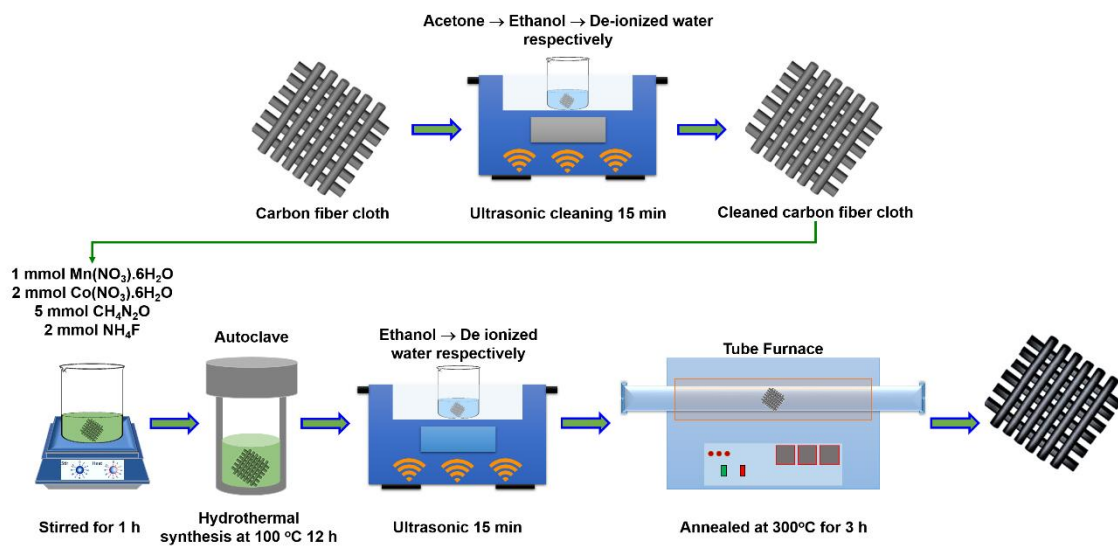 Acetone → Ethanol → De-ionized water
respectively
Carbon fiber cloth
Ultrasonic cleaning 15 min
Cleaned carbon fiber cloth
1 mmol Mn(NO₃).6H₂O
2 mmol Co(NO₃).6H₂O
5 mmol CH₄N₂O
2 mmol NH₄F
Autoclave
Ethanol → De ionized
water respectively
Tube Furnace
Stirred for 1 h
Hydrothermal
synthesis at 100 °C 12 h
Ultrasonic 15 min
Annealed at 300°C for 3 h